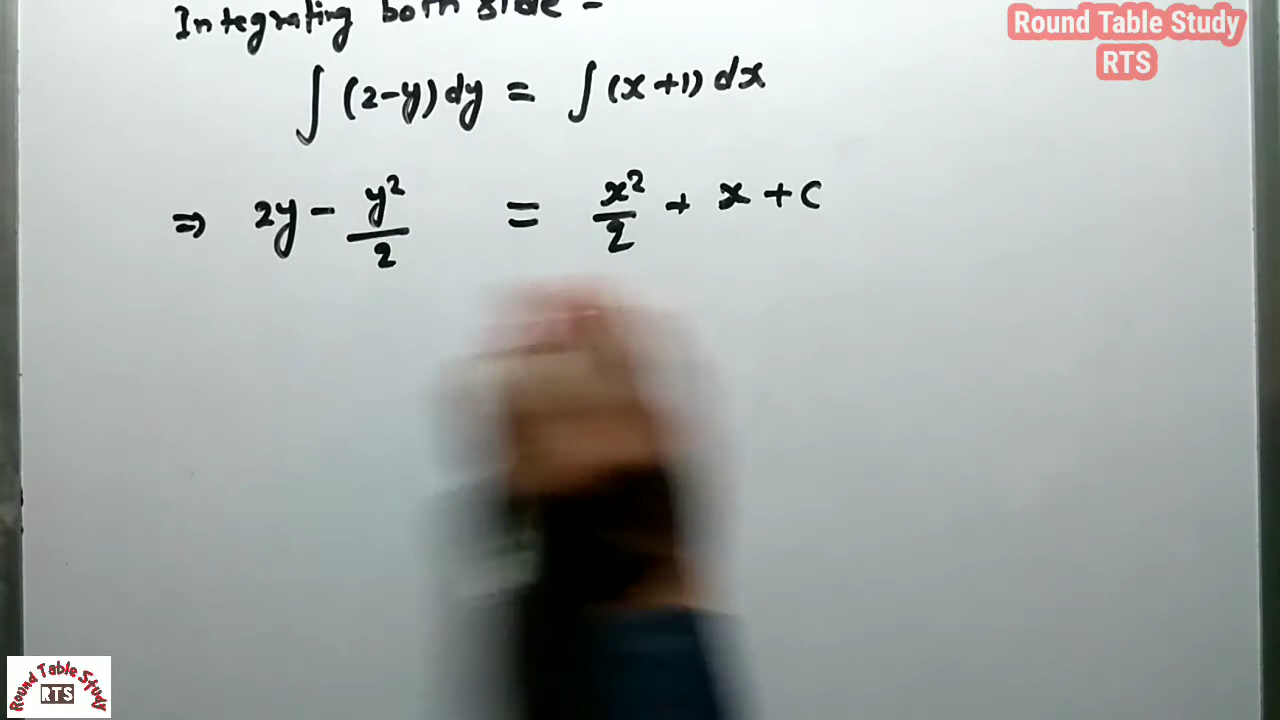 Integrating both side -
Round Table Study
RTS
∫ (2-y) dy = ∫ (x+1) dx
⇒ 2y - y²/2 = x²/2 + x + c
Round Table Study
RTS